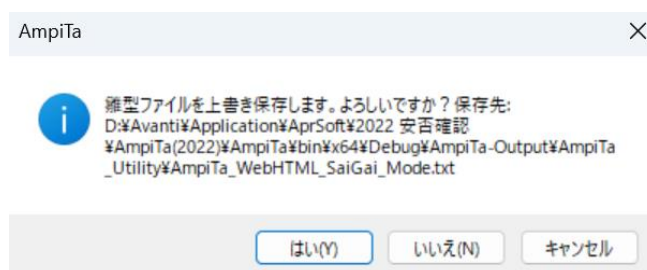 AmpiTa
雛型ファイルを上書き保存します。よろしいですか？保存先:
D:¥Avanti¥Application¥AprSoft¥2022 安否確認
¥AmpiTa(2022)¥AmpiTa¥bin¥x64¥Debug¥AmpiTa-Output¥AmpiTa
_Utility¥AmpiTa_WebHTML_SaiGai_Mode.txt
はい(Y) いいえ(N) キャンセル